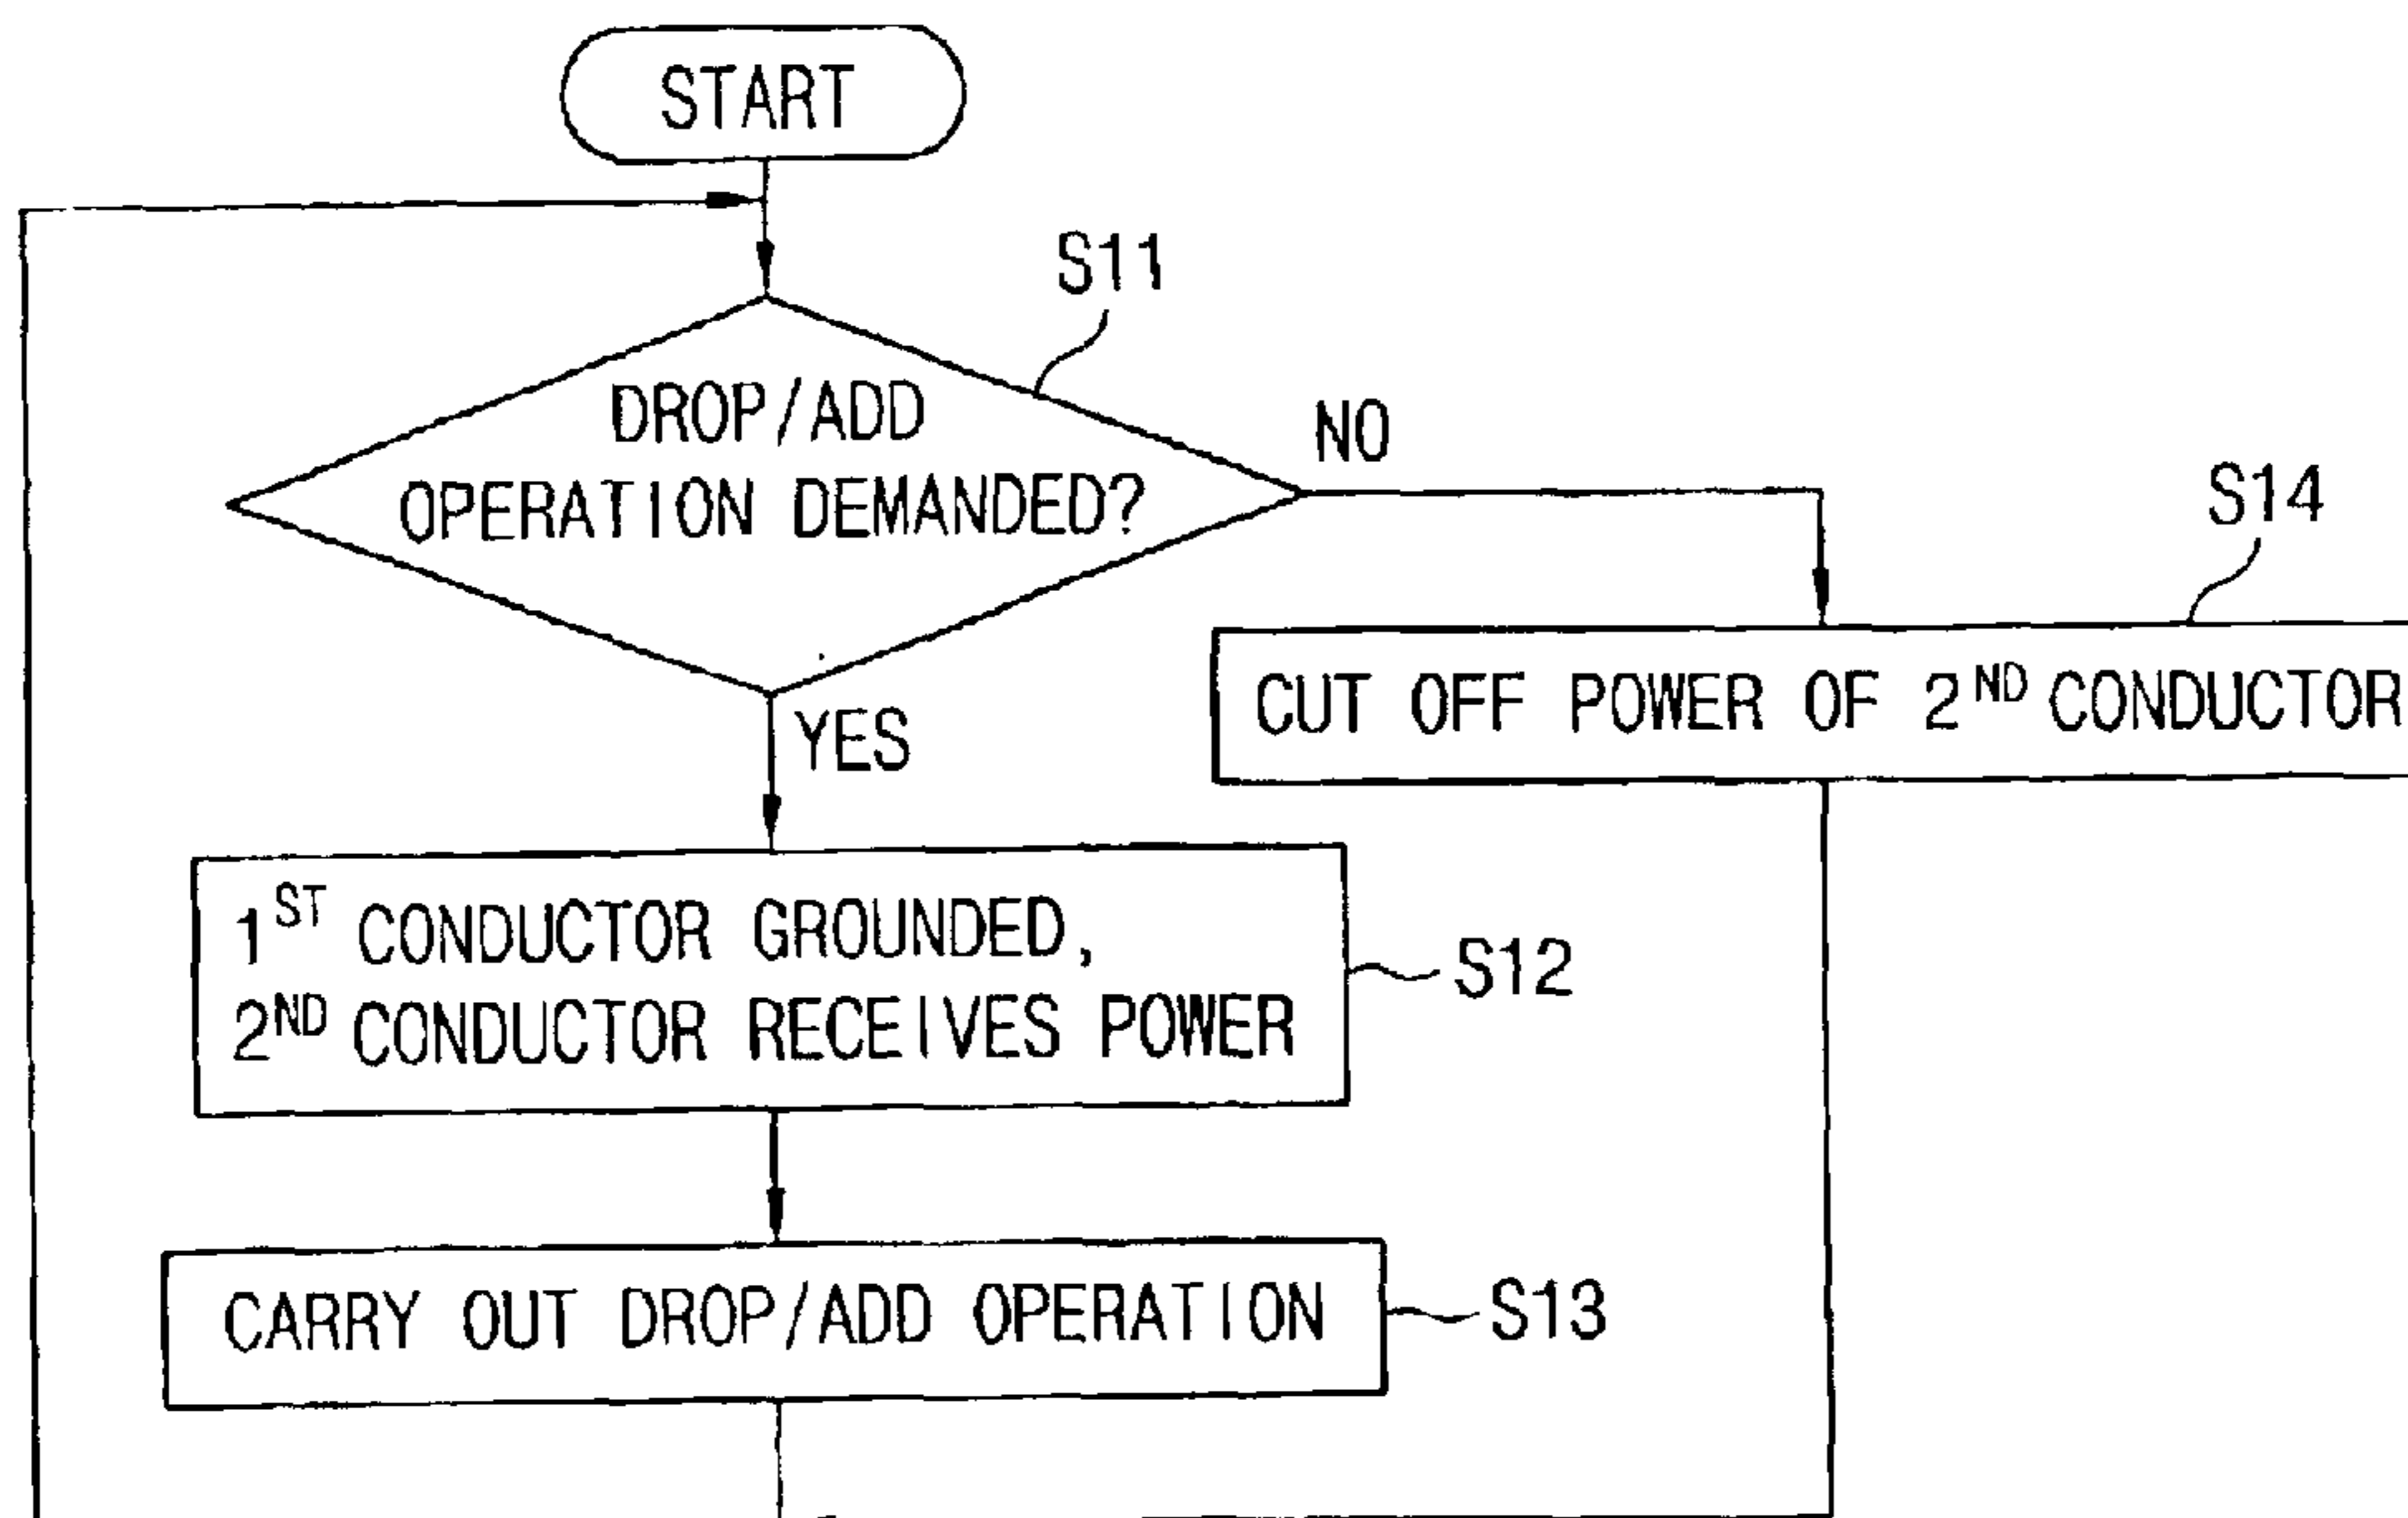 START
S11
DROP/ADD
OPERATION DEMANDED?
NO
S14
CUT OFF POWER OF 2ND CONDUCTOR
YES
1ST CONDUCTOR GROUNDED,
2ND CONDUCTOR RECEIVES POWER
S12
CARRY OUT DROP/ADD OPERATION
S13